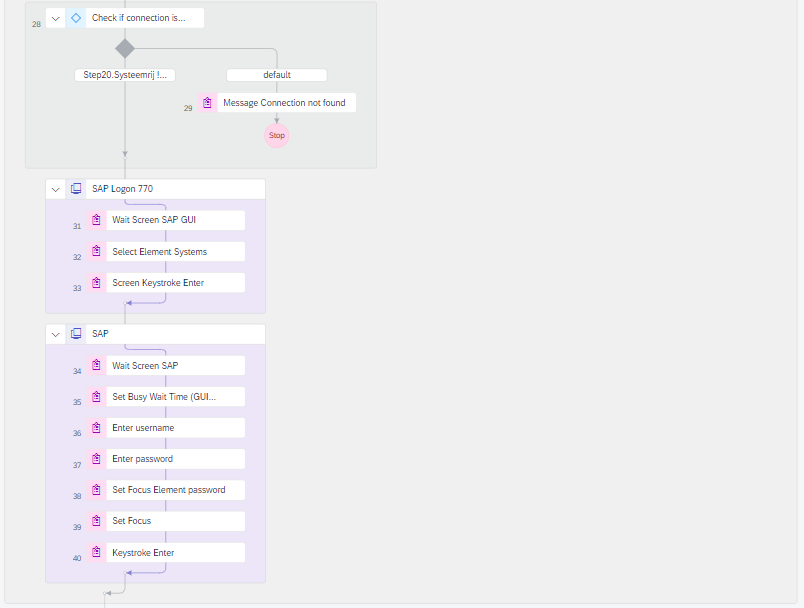 28
Check if connection is...
Step20.Systeemrij !...
default
29
Message Connection not found
Stop
SAP Logon 770
31
Wait Screen SAP GUI
32
Select Element Systems
33
Screen Keystroke Enter
SAP
34
Wait Screen SAP
35
Set Busy Wait Time (GUI...
36
Enter username
37
Enter password
38
Set Focus Element password
39
Set Focus
40
Keystroke Enter